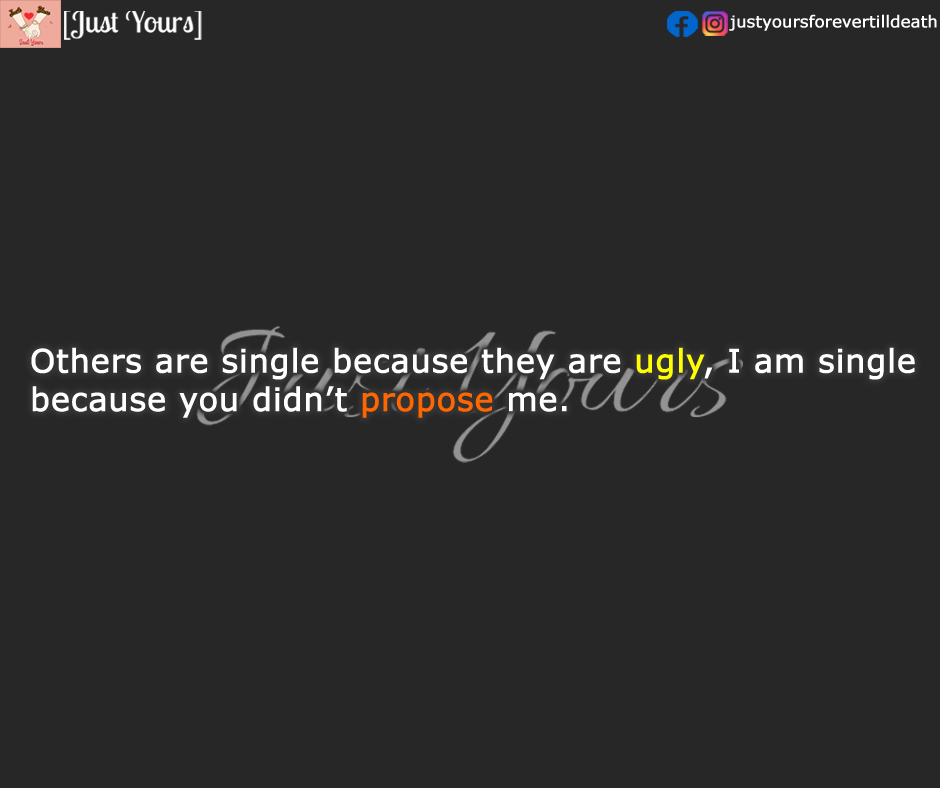 [Just Yours]
justyoursforevertilldeath
Just Yours
Others are single because they are ugly, I am single
because you didn’t propose me.
Just Yours